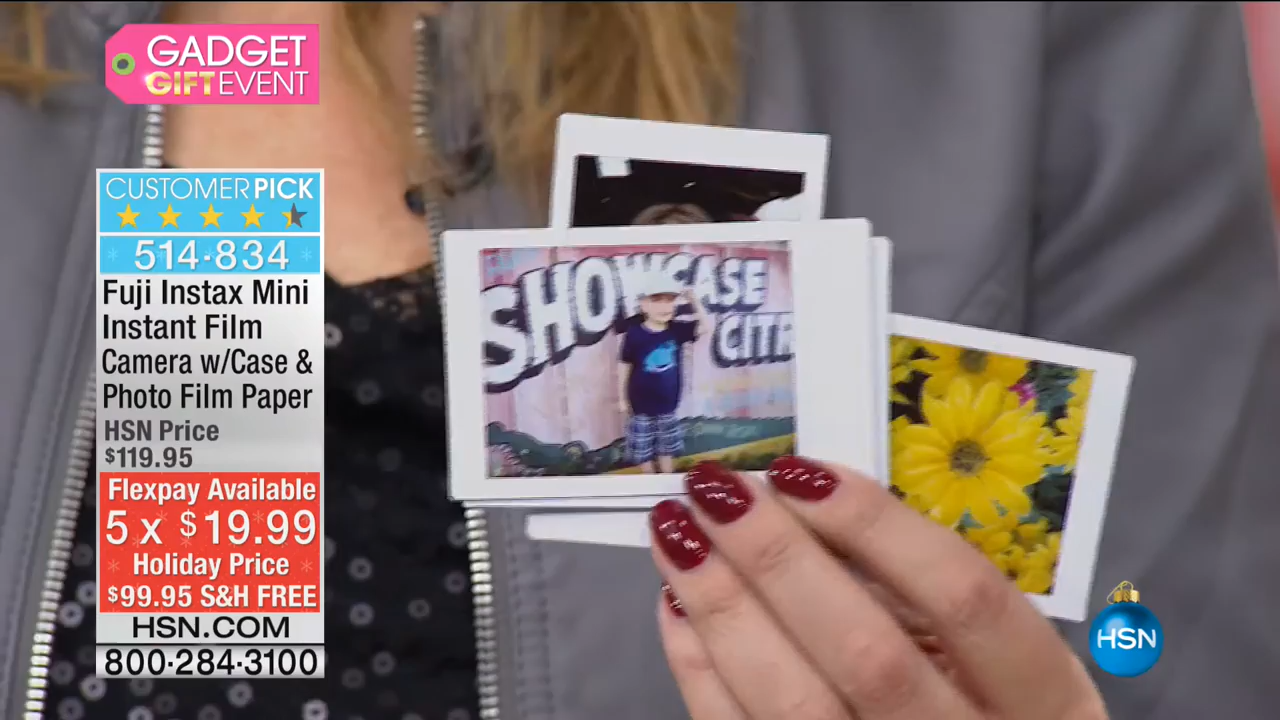 GADGET
GIFT EVENT
CUSTOMER PICK
514-834
Fuji Instax Mini
Instant Film
Camera w/Case &
Photo Film Paper
HSN Price
$119.95
Flexpay Available
5 x $19.99
Holiday Price
$99.95 S&H FREE
HSN.COM
800-284-3100
SHOWCASE
CITR
HSN